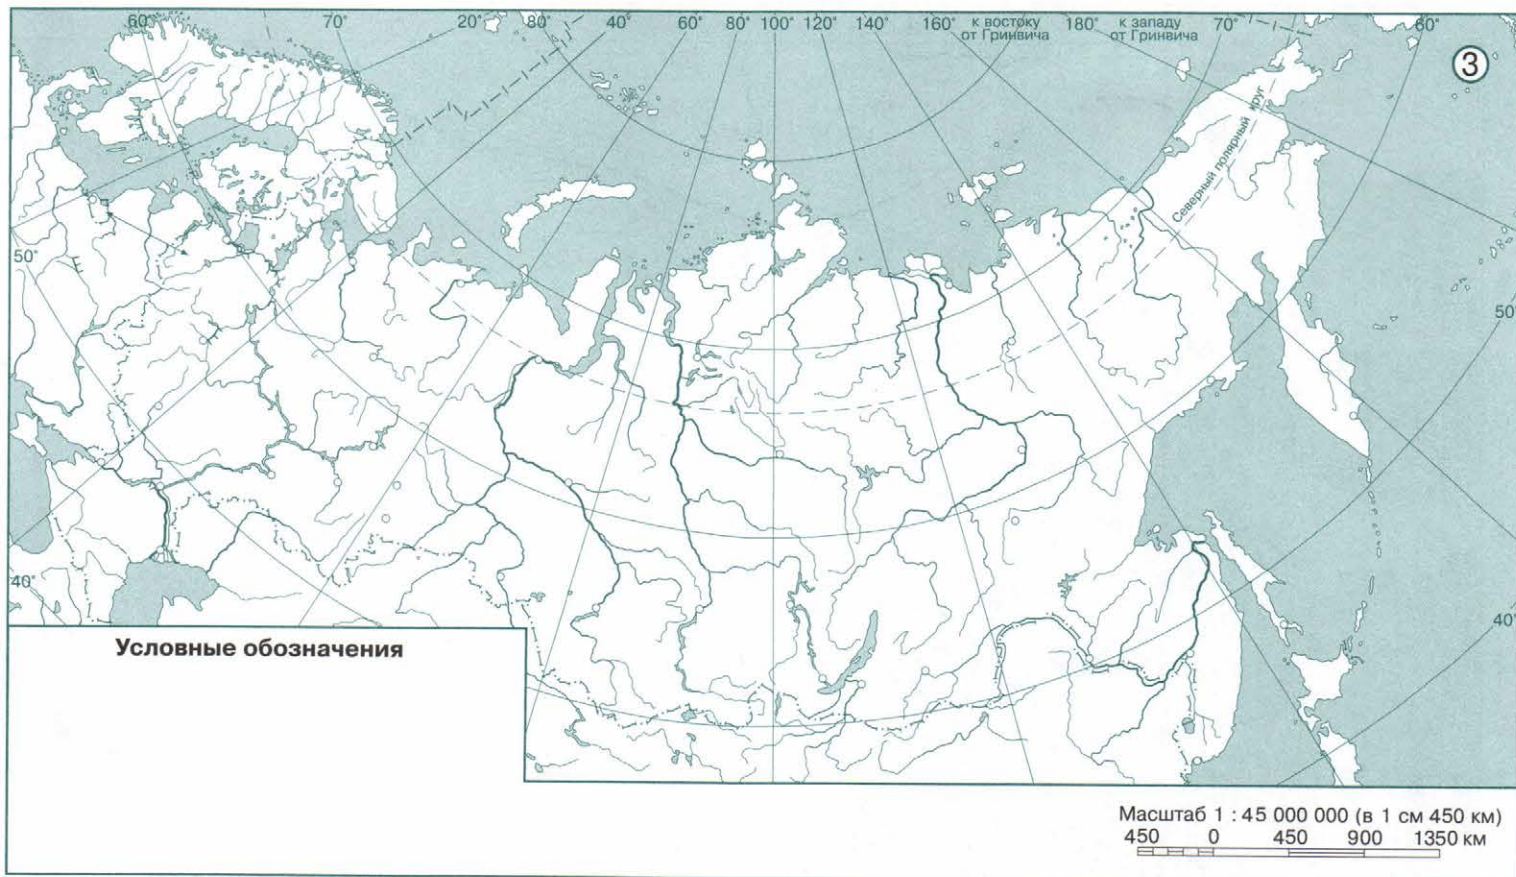 60° 70° 20° 80° 40° 60° 80° 100° 120° 140° 160° к востоку от Гринвича 180° к западу от Гринвича 70° 60°
3
Северный полярный круг
50°
50°
40°
40°
Условные обозначения
Масштаб 1 : 45 000 000 (в 1 см 450 км)
450 0 450 900 1350 км